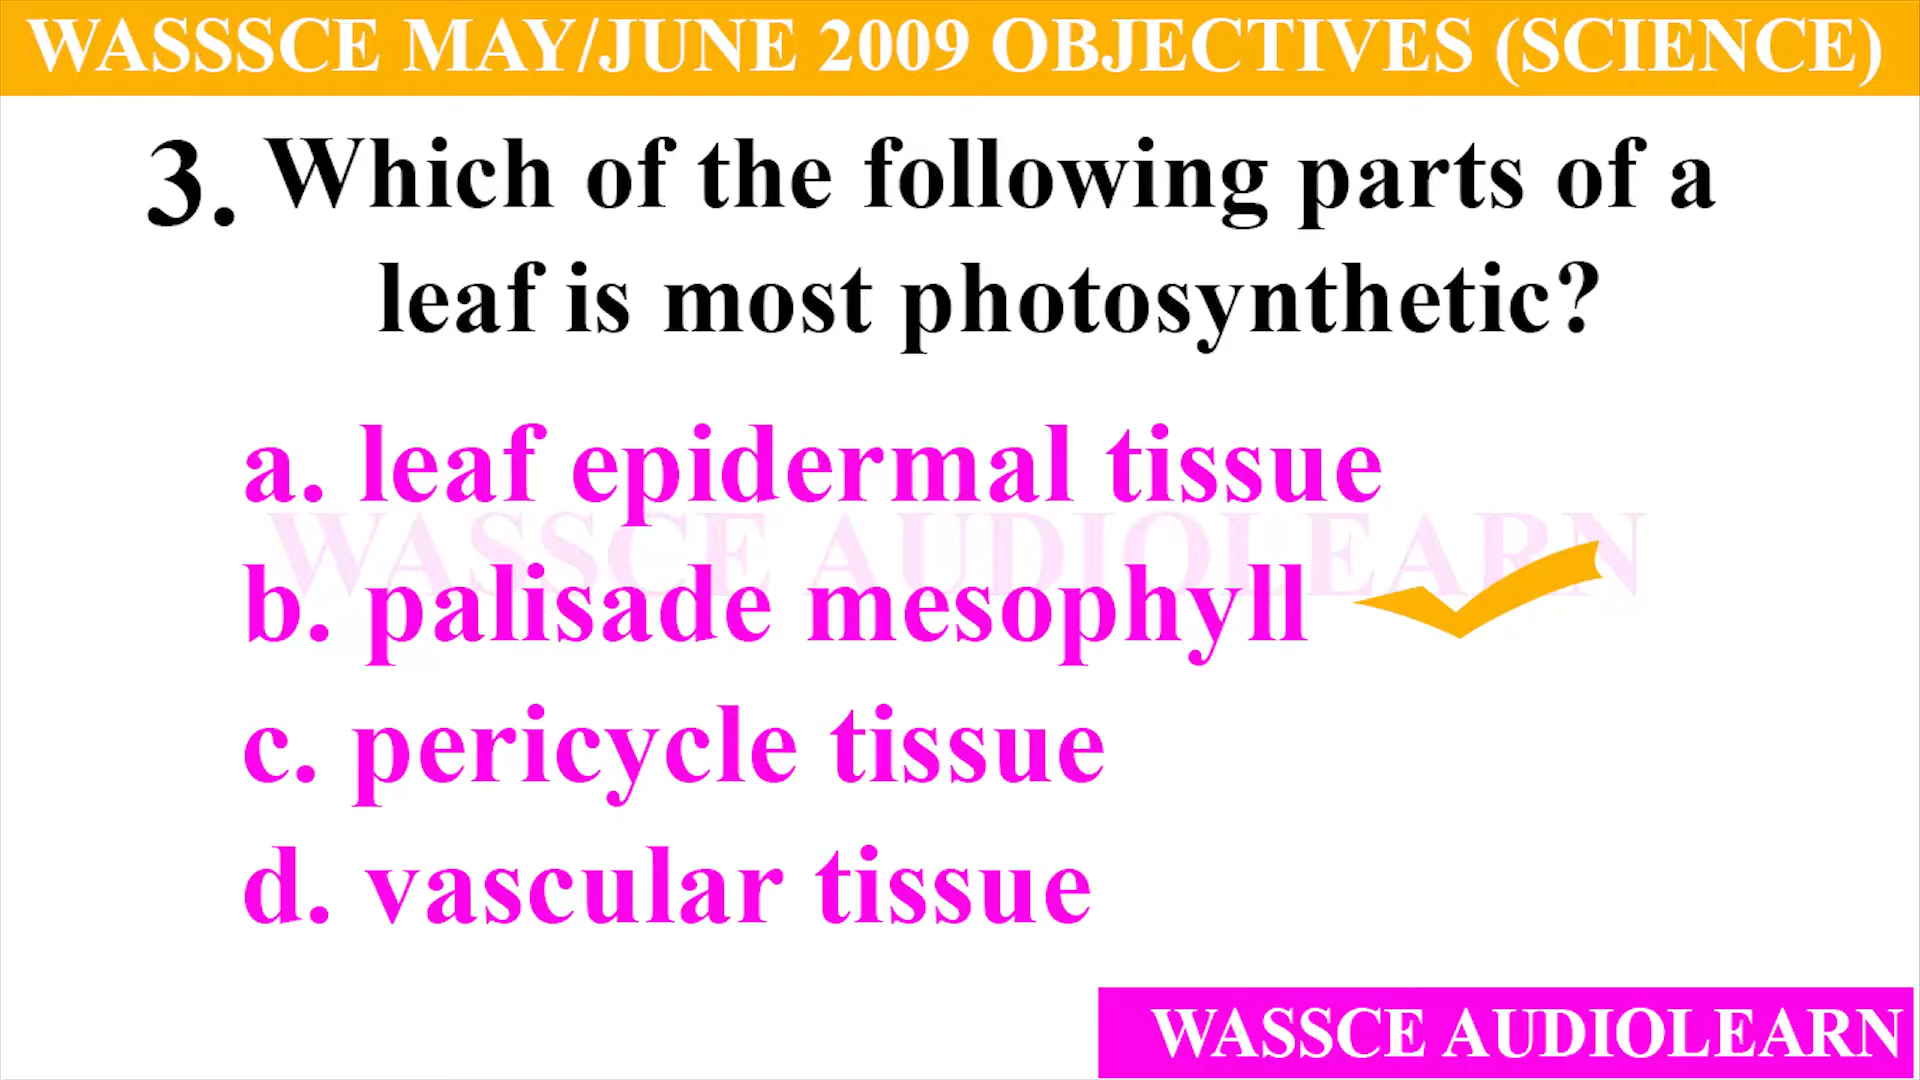 WASSSCE MAY/JUNE 2009 OBJECTIVES (SCIENCE)
3. Which of the following parts of a
leaf is most photosynthetic?
a. leaf epidermal tissue
WASSCE AUDIOLEARN
b. palisade mesophyll
c. pericycle tissue
d. vascular tissue
WASSCE AUDIOLEARN